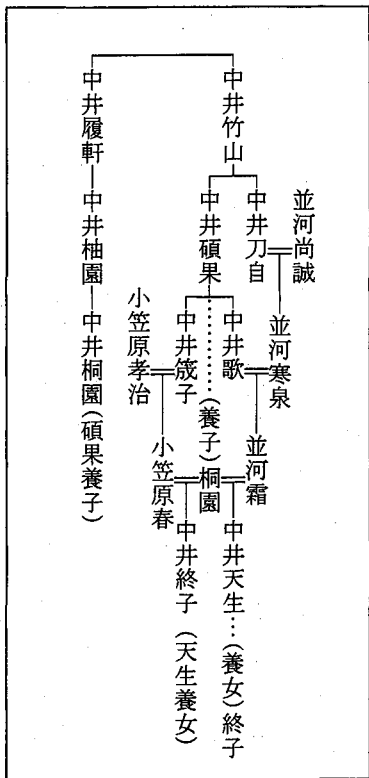 並河尚誠
並河寒泉
中井竹山
中井刀自
中井碩果
中井歌
並河霜
中井筬子
(養子)桐園
中井天生…(養女)終子
小笠原孝治
小笠原春
中井終子(天生養女)
中井履軒
中井柚園
中井桐園(碩果養子)